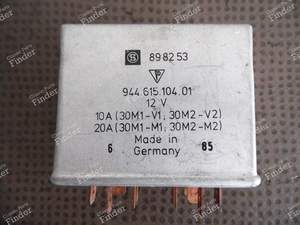 898253
944.615.104.01
12 V
10A (30M1-V1, 30M2-V2)
20A (30M1-M1, 30M2-M2)
Made in
6 Germany 85